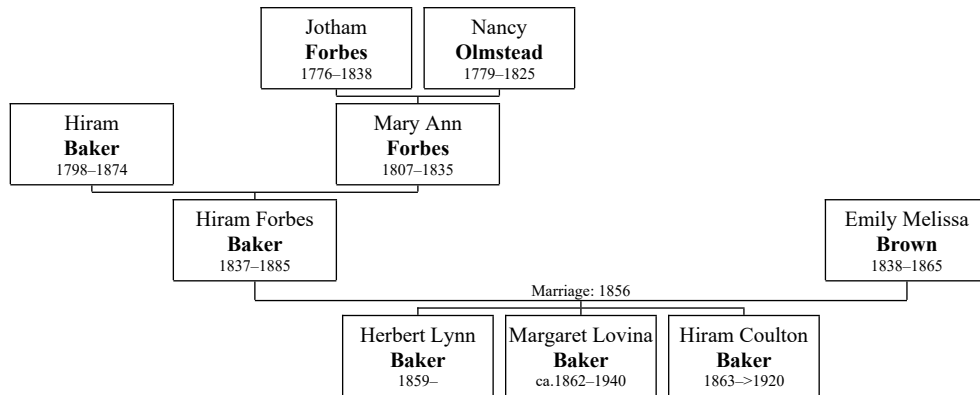 Jotham
Forbes
1776–1838
Nancy
Olmstead
1779–1825
Hiram
Baker
1798–1874
Mary Ann
Forbes
1807–1835
Hiram Forbes
Baker
1837–1885
Emily Melissa
Brown
1838–1865
Marriage: 1856
Herbert Lynn
Baker
1859–
Margaret Lovina
Baker
ca.1862–1940
Hiram Coulton
Baker
1863–>1920